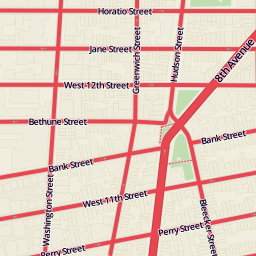 Horatio Street
Jane Street
Greenwich Street
Hudson Street
8th Avenue
West 12th Street
Bethune Street
Bank Street
Bank Street
Washington Street
West 11th Street
Bleecker Street
Perry Street
Perry Street